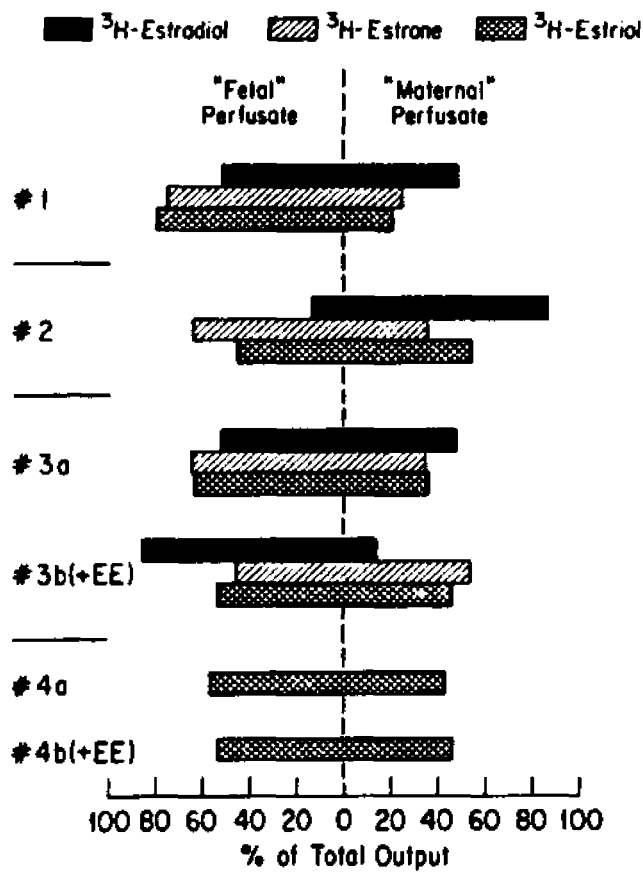 ³H-Estradiol ³H-Estrone ³H-Estriol
"Fetal" Perfusate
"Maternal" Perfusate
#1
#2
#3a
#3b(+EE)
#4a
#4b(+EE)
100 80 60 40 20 0 20 40 60 80 100
% of Total Output